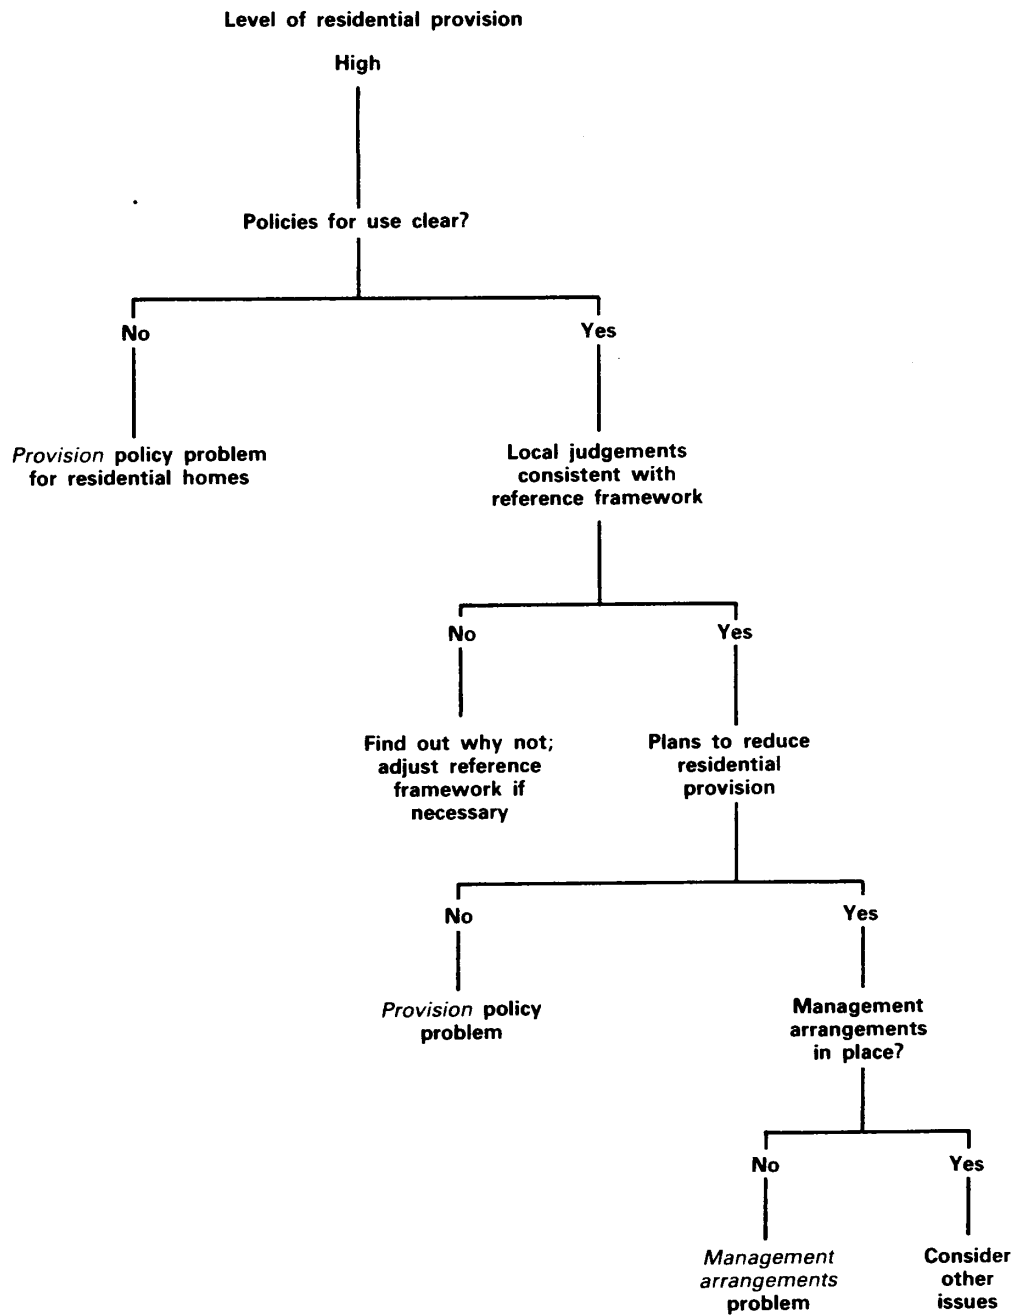 Level of residential provision
High
Policies for use clear?
No
Yes
Provision policy problem
for residential homes
Local judgements
consistent with
reference framework
No
Yes
Find out why not;
adjust reference
framework if
necessary
Plans to reduce
residential
provision
No
Yes
Provision policy
problem
Management
arrangements
in place?
No
Yes
Management
arrangements
problem
Consider
other
issues